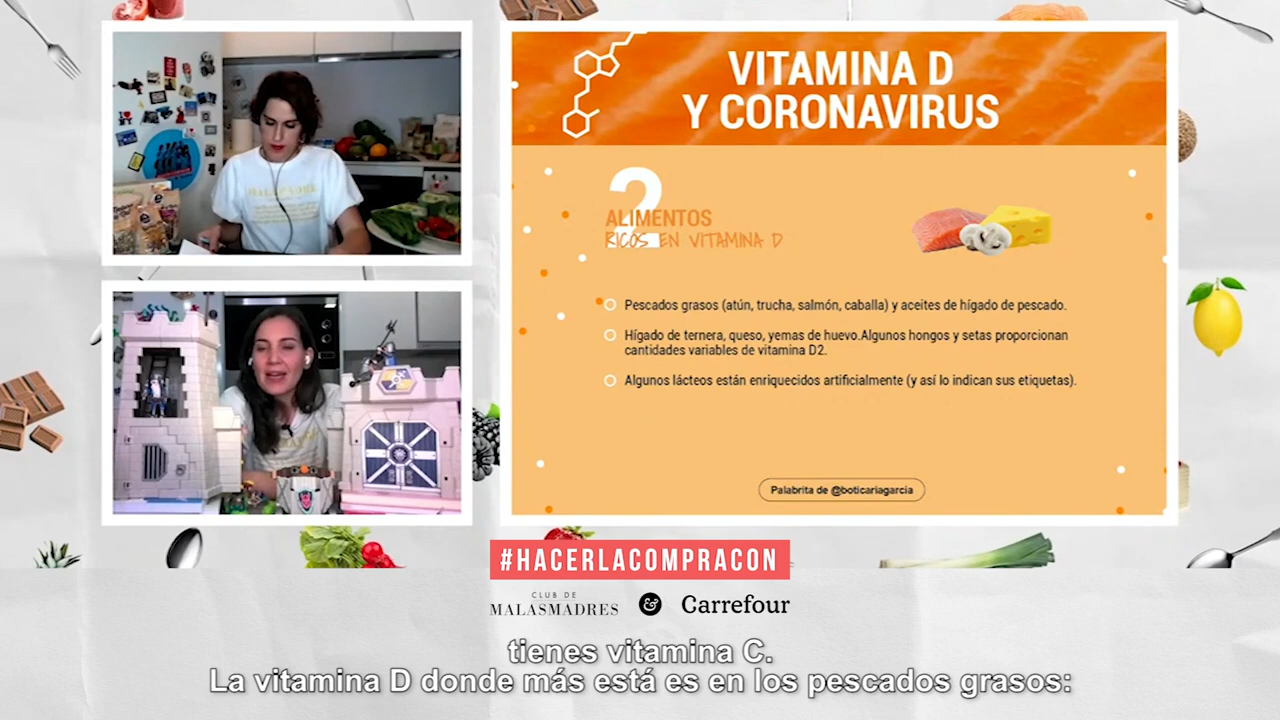 VITAMINA D
Y CORONAVIRUS
2
ALIMENTOS
RICOS EN VITAMINA D
Pescados grasos (atún, trucha, salmón, caballa) y aceites de hígado de pescado.
Hígado de ternera, queso, yemas de huevo.Algunos hongos y setas proporcionan
cantidades variables de vitamina D2.
Algunos lácteos están enriquecidos artificialmente (y así lo indican sus etiquetas).
Palabrita de @boticariagarcia
#HACERLACOMPRACON
CLUB DE
MALASMADRES & Carrefour
tienes vitamina C.
La vitamina D donde más está es en los pescados grasos: